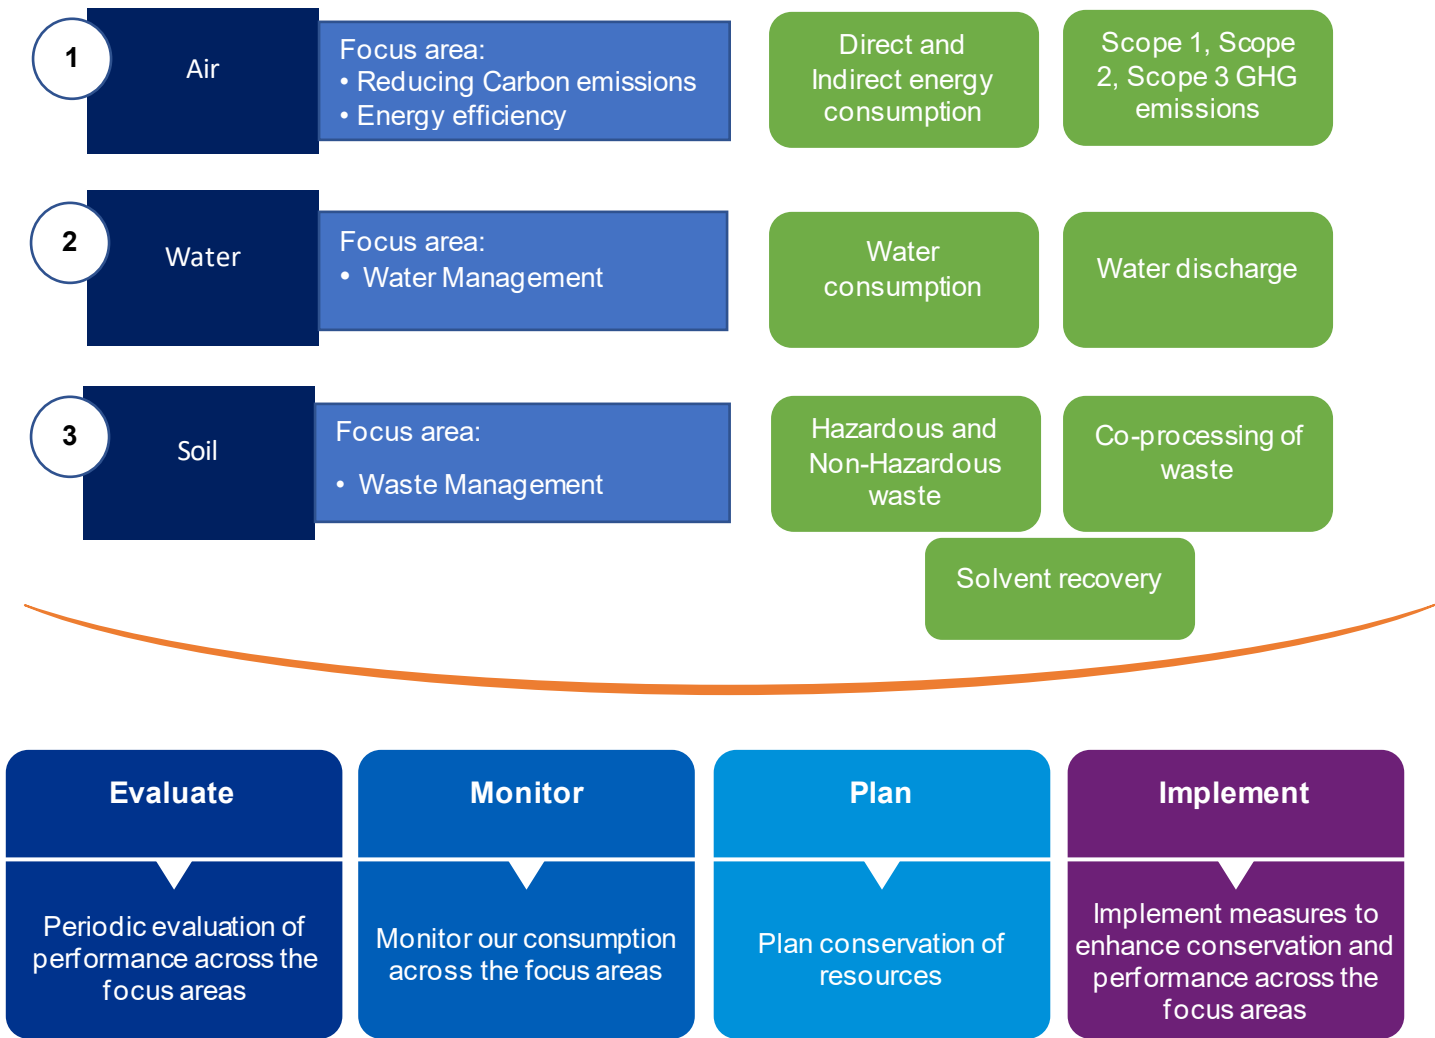 1
Air
Focus area:
• Reducing Carbon emissions
• Energy efficiency
Direct and
Indirect energy
consumption
Scope 1, Scope
2, Scope 3 GHG
emissions
2
Water
Focus area:
• Water Management
Water
consumption
Water discharge
3
Soil
Focus area:
• Waste Management
Hazardous and
Non-Hazardous
waste
Co-processing of
waste
Solvent recovery
Evaluate
Periodic evaluation of
performance across the
focus areas
Monitor
Monitor our consumption
across the focus areas
Plan
Plan conservation of
resources
Implement
Implement measures to
enhance conservation and
performance across the
focus areas